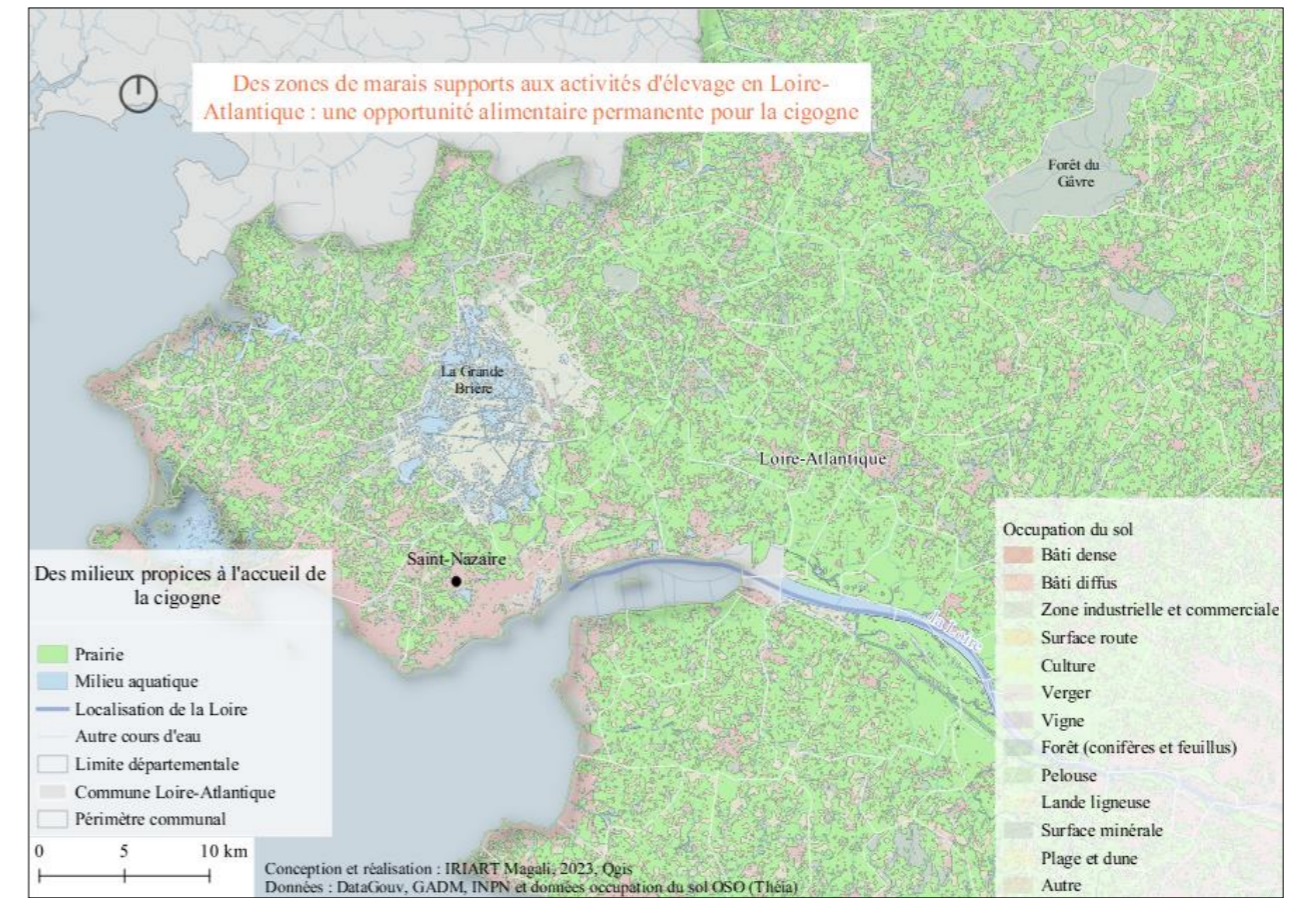 Des zones de marais supports aux activités d'élevage en Loire-
Atlantique : une opportunité alimentaire permanente pour la cigogne
Forêt du
Gâvre
La Grande
Brière
Loire-Atlantique
Saint-Nazaire
la Loire
Des milieux propices à l'accueil de
la cigogne
Prairie
Milieu aquatique
Localisation de la Loire
Autre cours d'eau
Limite départementale
Commune Loire-Atlantique
Périmètre communal
0 5 10 km
Conception et réalisation : IRIART Magali, 2023, Qgis
Données : DataGouv, GADM, INPN et données occupation du sol OSO (Théia)
Occupation du sol
Bâti dense
Bâti diffus
Zone industrielle et commerciale
Surface route
Culture
Verger
Vigne
Forêt (conifères et feuillus)
Pelouse
Lande ligneuse
Surface minérale
Plage et dune
Autre